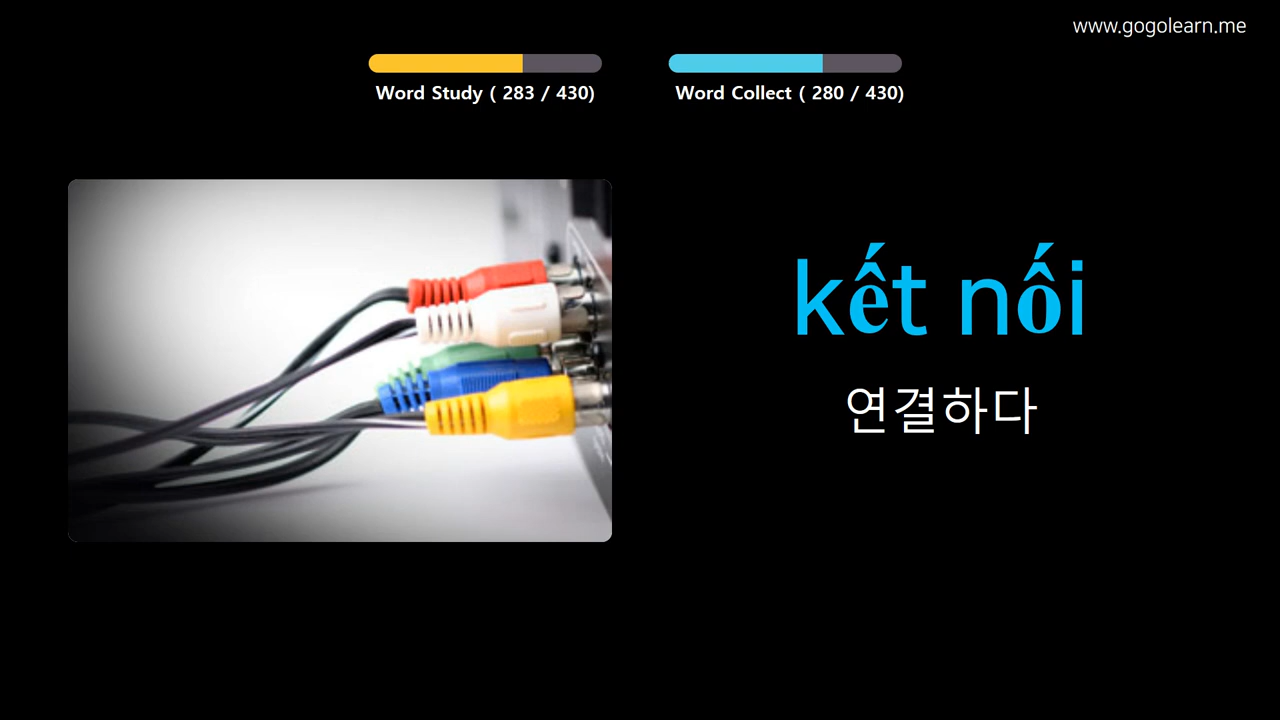 www.gogolearn.me
Word Study ( 283 / 430)
Word Collect ( 280 / 430)
kết nối
연결하다